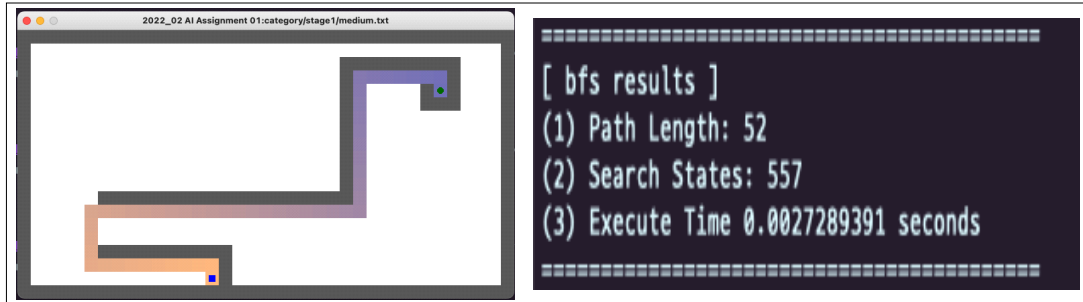 2022_02 AI Assignment 01:category/stage1/medium.txt
==========================================
[ bfs results ]
(1) Path Length: 52
(2) Search States: 557
(3) Execute Time 0.0027289391 seconds
==========================================